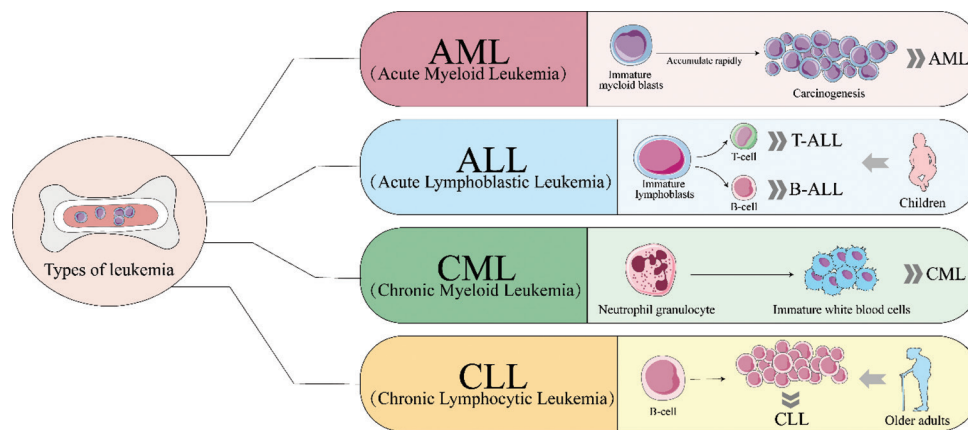 Types of leukemia
AML
(Acute Myeloid Leukemia)
Immature
myeloid blasts
Accumulate rapidly
Carcinogenesis
AML
ALL
(Acute Lymphoblastic Leukemia)
Immature
lymphoblasts
T-cell
T-ALL
B-cell
B-ALL
Children
CML
(Chronic Myeloid Leukemia)
Neutrophil granulocyte
Immature white blood cells
CML
CLL
(Chronic Lymphocytic Leukemia)
B-cell
CLL
Older adults